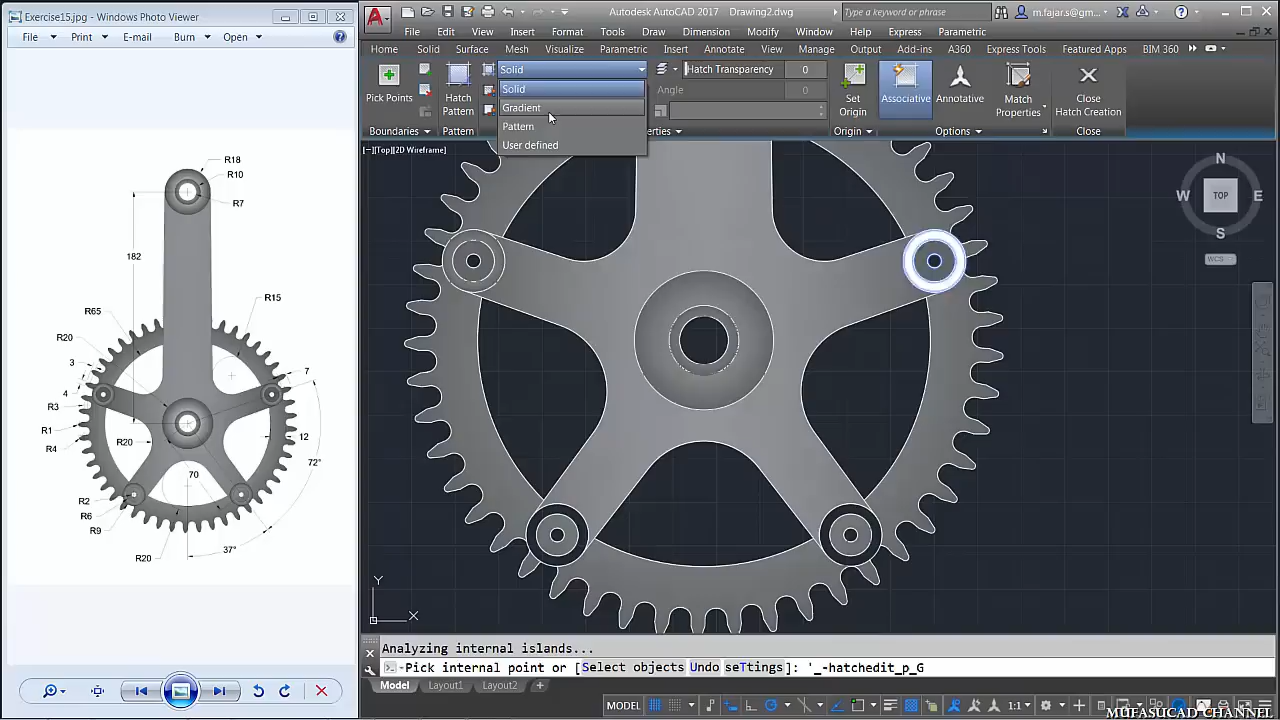 Exercise15.jpg - Windows Photo Viewer
File Print E-mail Burn Open
R18
R10
R7
182
R15
R65
R20
3
7
4
R3
R1
R20
12
R4
72°
70
R2
R6
R9
37°
R20
Autodesk AutoCAD 2017 Drawing2.dwg
Type a keyword or phrase
m.fajar.s@gm...
File Edit View Insert Format Tools Draw Dimension Modify Window Help Express Parametric
Home Solid Surface Mesh Visualize Parametric Insert Annotate View Manage Output Add-ins A360 Express Tools Featured Apps BIM 360
Pick Points
Boundaries
Hatch Pattern
Pattern
Solid
Solid
Gradient
Pattern
User defined
Hatch Transparency 0
Angle 0
erties
Set Origin
Origin
Associative
Annotative
Match Properties
Options
Close Hatch Creation
Close
[−][Top][2D Wireframe]
N
W TOP E
S
WCS
Y
X
Analyzing internal islands...
Pick internal point or [Select objects Undo seTtings]: '_-hatchedit_p_G
Model Layout1 Layout2 +
MODEL 1:1
MUFASUCAD CHANNEL